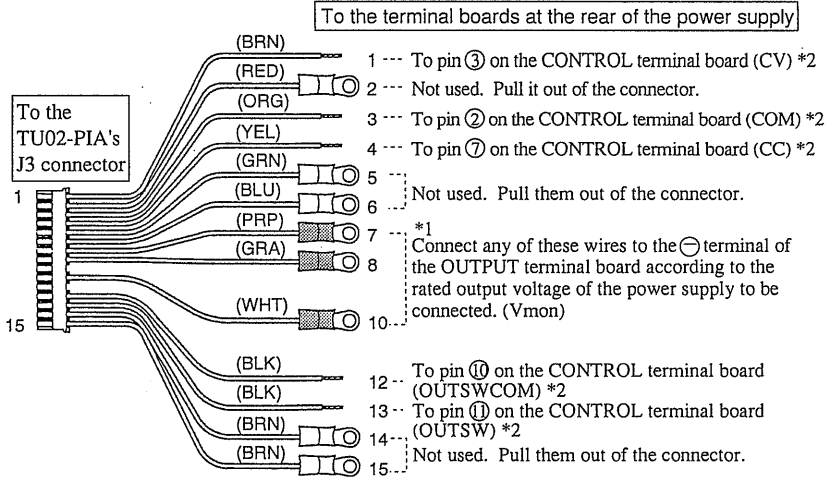 To the terminal boards at the rear of the power supply
(BRN) 1 --- To pin ③ on the CONTROL terminal board (CV) *2
(RED) 2 --- Not used. Pull it out of the connector.
(ORG) 3 --- To pin ② on the CONTROL terminal board (COM) *2
(YEL) 4 --- To pin ⑦ on the CONTROL terminal board (CC) *2
To the
TU02-PIA's
J3 connector
(GRN) 5
(BLU) 6
Not used. Pull them out of the connector.
1
(PRP) 7
(GRA) 8
(WHT) 10
*1
Connect any of these wires to the ⊖ terminal of
the OUTPUT terminal board according to the
rated output voltage of the power supply to be
connected. (Vmon)
15
(BLK) 12 -- To pin ⑩ on the CONTROL terminal board
(OUTSWCOM) *2
(BLK) 13 -- To pin ⑪ on the CONTROL terminal board
(OUTSW) *2
(BRN) 14
(BRN) 15
Not used. Pull them out of the connector.